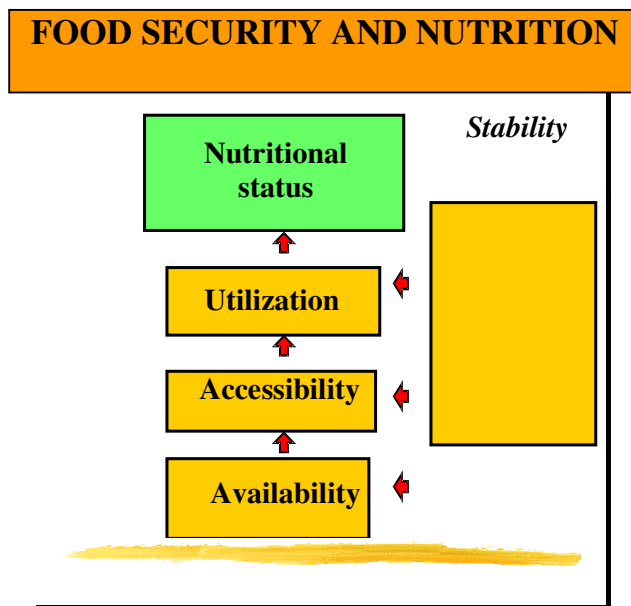 FOOD SECURITY AND NUTRITION
Stability
Nutritional
status
Utilization
Accessibility
Availability